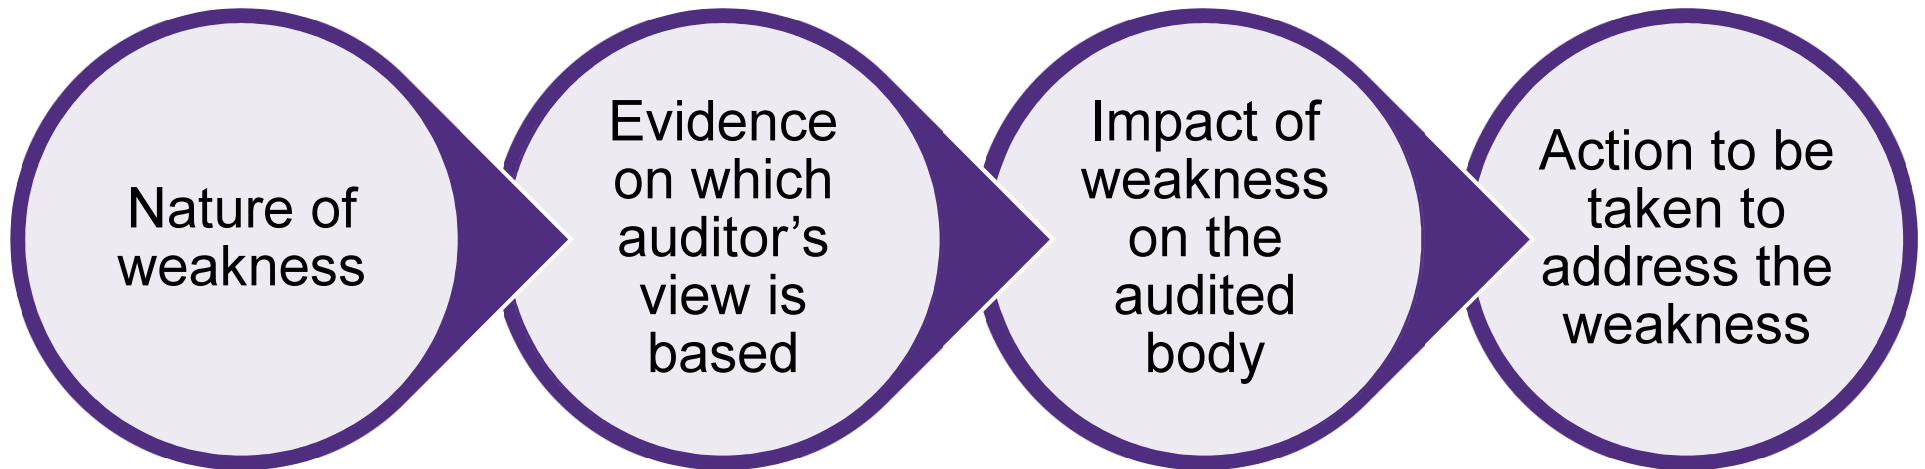 Nature of
weakness
Evidence
on which
auditor's
view is
based
Impact of
weakness
on the
audited
body
Action to be
taken to
address the
weakness